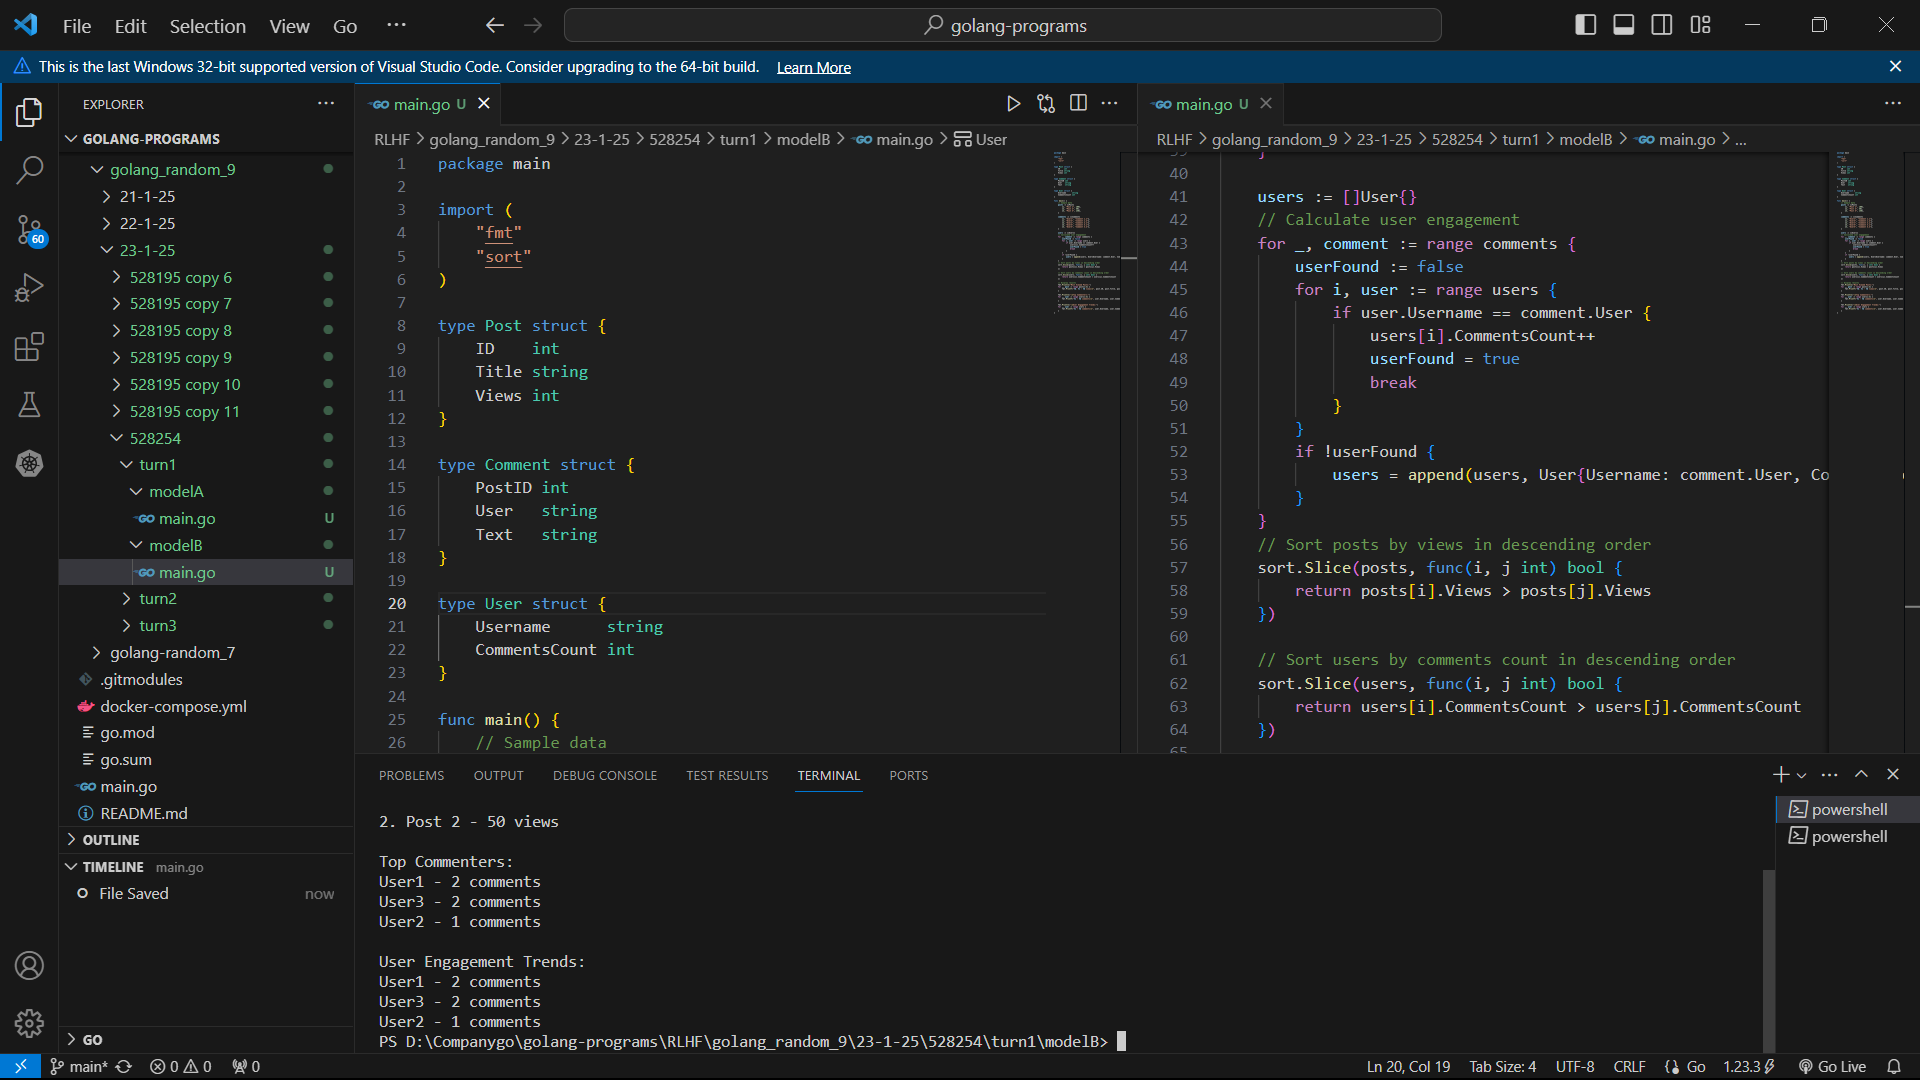 File Edit Selection View Go ··· golang-programs
This is the last Windows 32-bit supported version of Visual Studio Code. Consider upgrading to the 64-bit build. Learn More
EXPLORER
GOLANG-PROGRAMS
golang_random_9
21-1-25
22-1-25
23-1-25
528195 copy 6
528195 copy 7
528195 copy 8
528195 copy 9
528195 copy 10
528195 copy 11
528254
turn1
modelA
GO main.go U
modelB
GO main.go U
turn2
turn3
golang-random_7
.gitmodules
docker-compose.yml
go.mod
go.sum
GO main.go
README.md
OUTLINE
TIMELINE main.go
File Saved now
GO
60
GO main.go U
RLHF > golang_random_9 > 23-1-25 > 528254 > turn1 > modelB > GO main.go > User
1 package main
2
3 import (
4 "fmt"
5 "sort"
6 )
7
8 type Post struct {
9 ID int
10 Title string
11 Views int
12 }
13
14 type Comment struct {
15 PostID int
16 User string
17 Text string
18 }
19
20 type User struct {
21 Username string
22 CommentsCount int
23 }
24
25 func main() {
26 // Sample data
GO main.go U
RLHF > golang_random_9 > 23-1-25 > 528254 > turn1 > modelB > GO main.go > ...
39 }
40
41 users := []User{}
42 // Calculate user engagement
43 for _, comment := range comments {
44 userFound := false
45 for i, user := range users {
46 if user.Username == comment.User {
47 users[i].CommentsCount++
48 userFound = true
49 break
50 }
51 }
52 if !userFound {
53 users = append(users, User{Username: comment.User, Co
54 }
55 }
56 // Sort posts by views in descending order
57 sort.Slice(posts, func(i, j int) bool {
58 return posts[i].Views > posts[j].Views
59 })
60
61 // Sort users by comments count in descending order
62 sort.Slice(users, func(i, j int) bool {
63 return users[i].CommentsCount > users[j].CommentsCount
64 })
65
PROBLEMS OUTPUT DEBUG CONSOLE TEST RESULTS TERMINAL PORTS
2. Post 2 - 50 views
Top Commenters:
User1 - 2 comments
User3 - 2 comments
User2 - 1 comments
User Engagement Trends:
User1 - 2 comments
User3 - 2 comments
User2 - 1 comments
PS D:\Companygo\golang-programs\RLHF\golang_random_9\23-1-25\528254\turn1\modelB>
powershell
powershell
main* 0 0 0 Ln 20, Col 19 Tab Size: 4 UTF-8 CRLF Go 1.23.3 Go Live